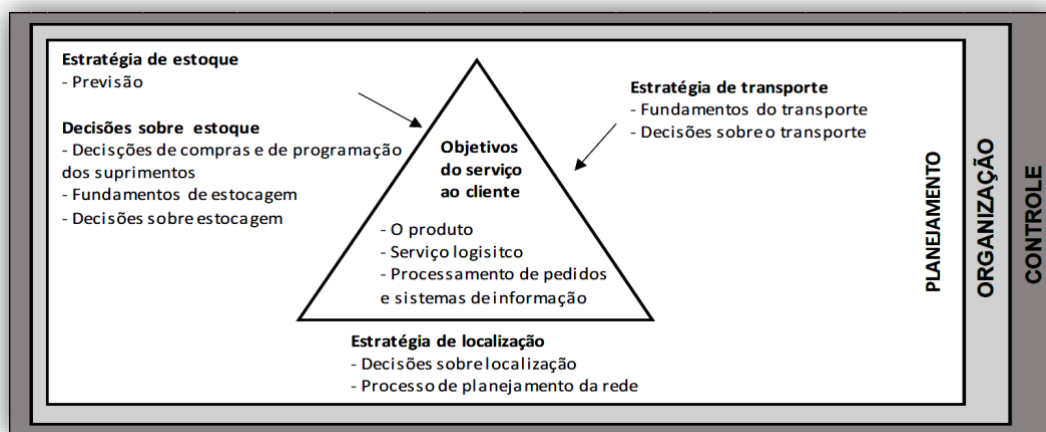 Estratégia de estoque
- Previsão
Decisões sobre estoque
- Decisções de compras e de programação
dos suprimentos
- Fundamentos de estocagem
- Decisões sobre estocagem
Objetivos
do serviço
ao cliente
- O produto
- Serviço logisitco
- Processamento de pedidos
e sistemas de informação
Estratégia de transporte
- Fundamentos do transporte
- Decisões sobre o transporte
Estratégia de localização
- Decisões sobre localização
- Processo de planejamento da rede
PLANEJAMENTO
ORGANIZAÇÃO
CONTROLE